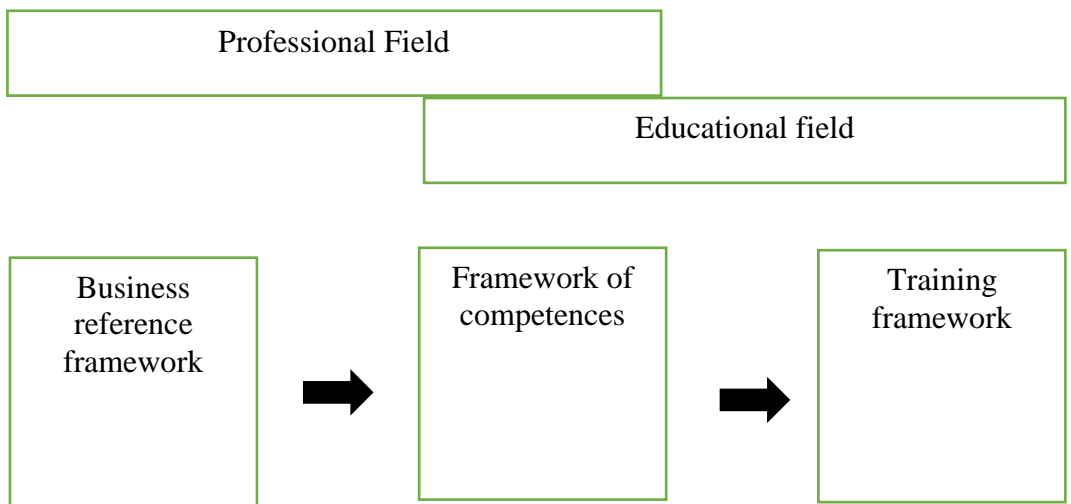 Professional Field
Educational field
Business
reference
framework
Framework of
competences
Training
framework